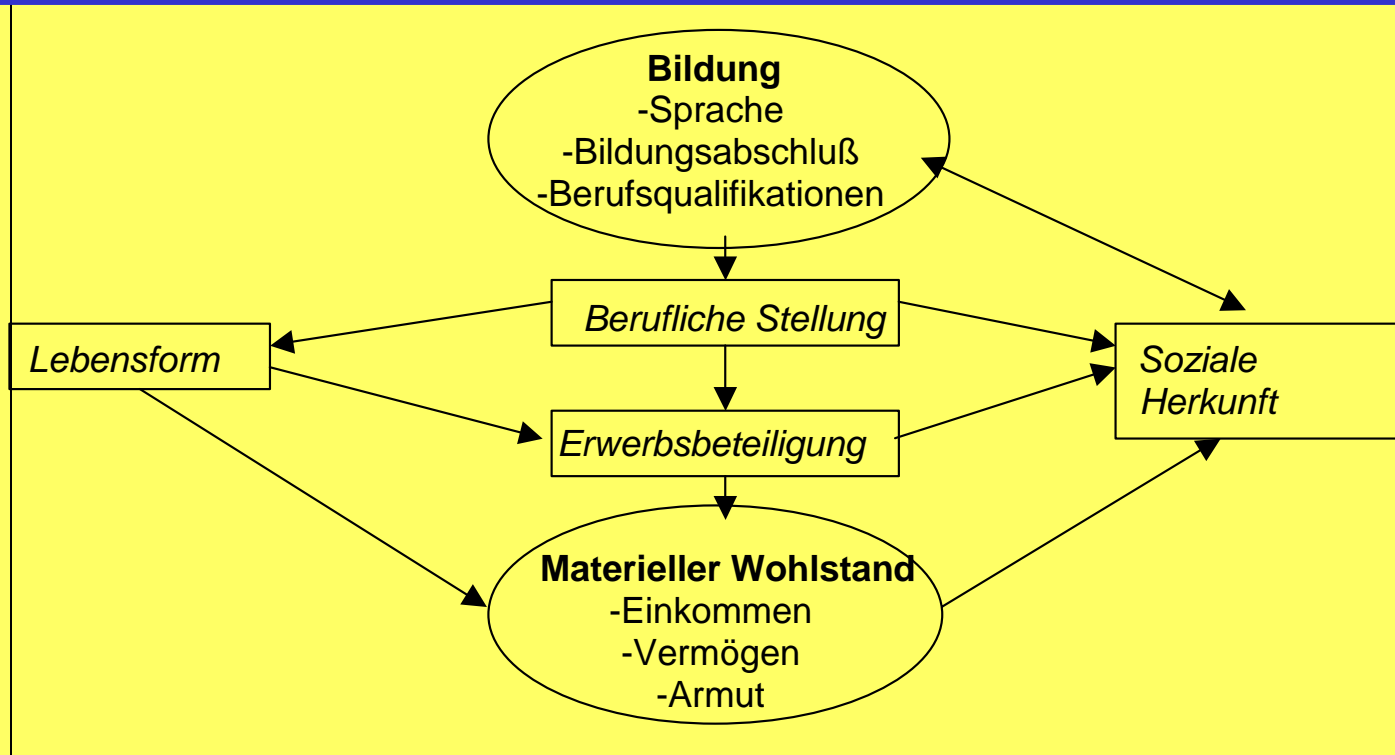 Bildung
-Sprache
-Bildungsabschluß
-Berufsqualifikationen
Berufliche Stellung
Lebensform
Soziale
Herkunft
Erwerbsbeteiligung
Materieller Wohlstand
-Einkommen
-Vermögen
-Armut